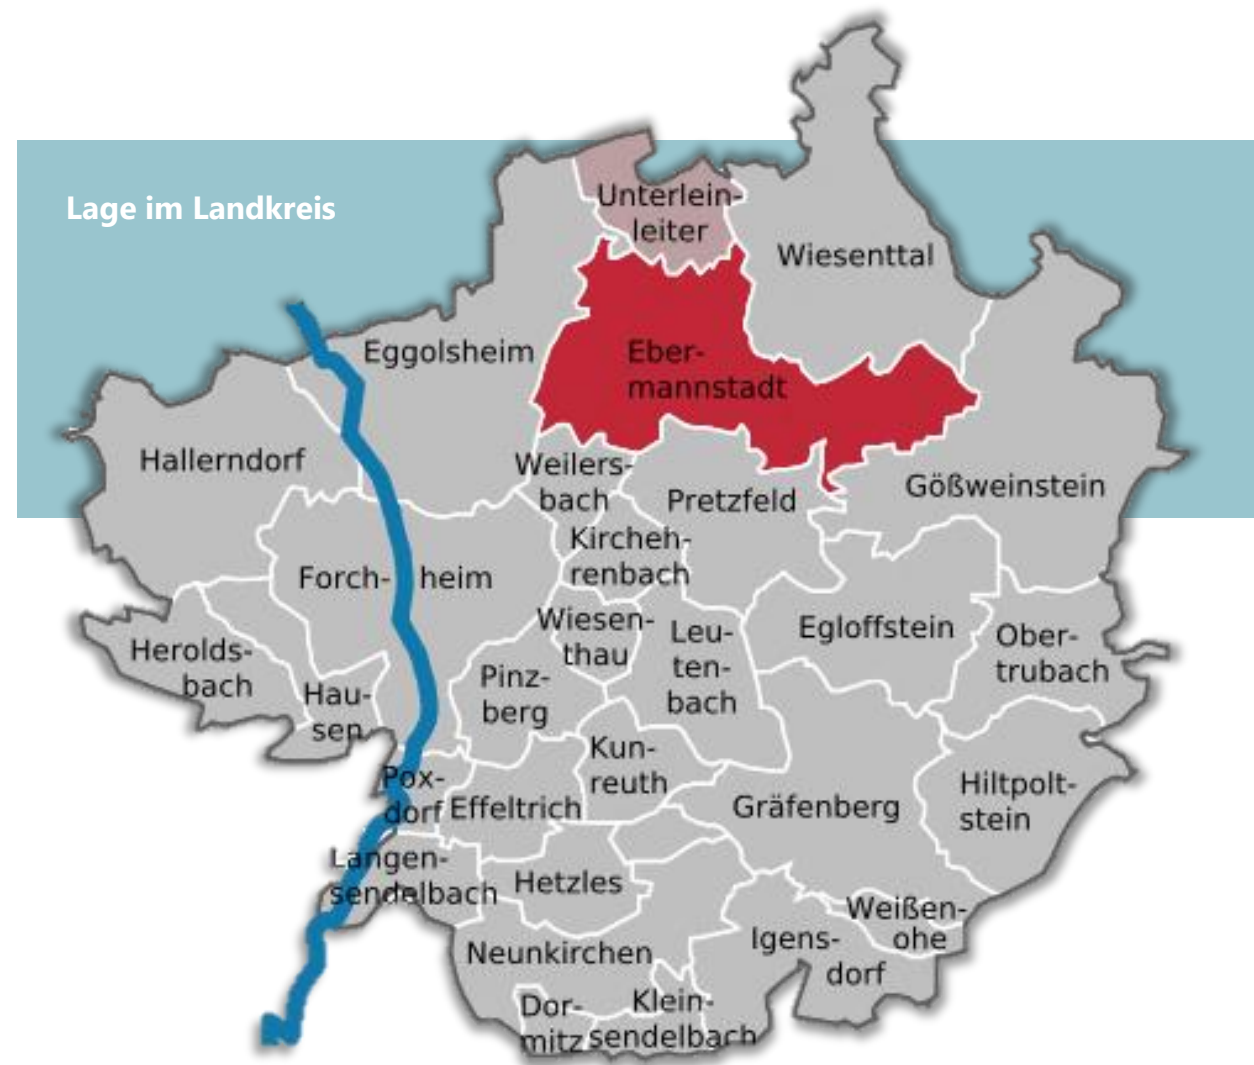 Lage im Landkreis
Unterlein-
leiter
Wiesenttal
Eggolsheim
Eber-
mannstadt
Hallerndorf
Weilers-
bach
Pretzfeld
Gößweinstein
Kircheh-
renbach
Forch- heim
Wiesen-
thau
Leu-
ten-
bach
Egloffstein
Ober-
trubach
Herolds-
bach
Hau-
sen
Pinz-
berg
Kun-
reuth
Pox-
dorf
Effeltrich
Gräfenberg
Hiltpolt-
stein
Langen-
sendelbach
Hetzles
Weißen-
ohe
Igens-
dorf
Neunkirchen
Dor-
mitz
Klein-
sendelbach